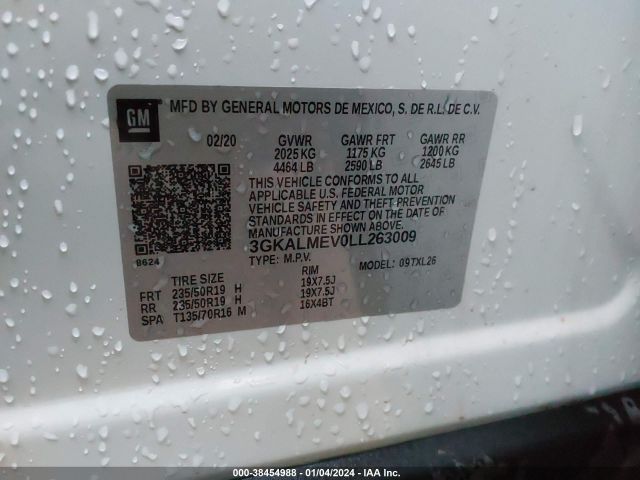 GM MFD BY GENERAL MOTORS DE MEXICO, S. DE R.L. DE C.V.
02/20 GVWR GAWR FRT GAWR RR
2025 KG 1175 KG 1200 KG
4464 LB 2590 LB 2645 LB
THIS VEHICLE CONFORMS TO ALL
APPLICABLE U.S. FEDERAL MOTOR
VEHICLE SAFETY AND THEFT PREVENTION
STANDARDS IN EFFECT ON THE DATE OF
MANUFACTURE SHOWN ABOVE.
3GKALMEV0LL263009
8624 TYPE: M.P.V. MODEL: 09TXL26
TIRE SIZE RIM
FRT 235/50R19 H 19X7.5J
RR 235/50R19 H 19X7.5J
SPA T135/70R16 M 16X4BT
000-38454988 - 01/04/2024 - IAA Inc.